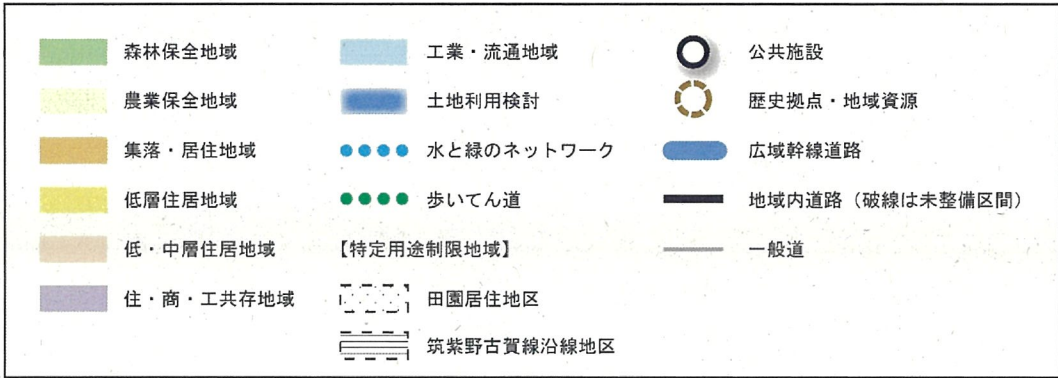 森林保全地域
農業保全地域
集落・居住地域
低層住居地域
低・中層住居地域
住・商・工共存地域
工業・流通地域
土地利用検討
水と緑のネットワーク
歩いてん道
【特定用途制限地域】
田園居住地区
筑紫野古賀線沿線地区
公共施設
歴史拠点・地域資源
広域幹線道路
地域内道路（破線は未整備区間）
一般道